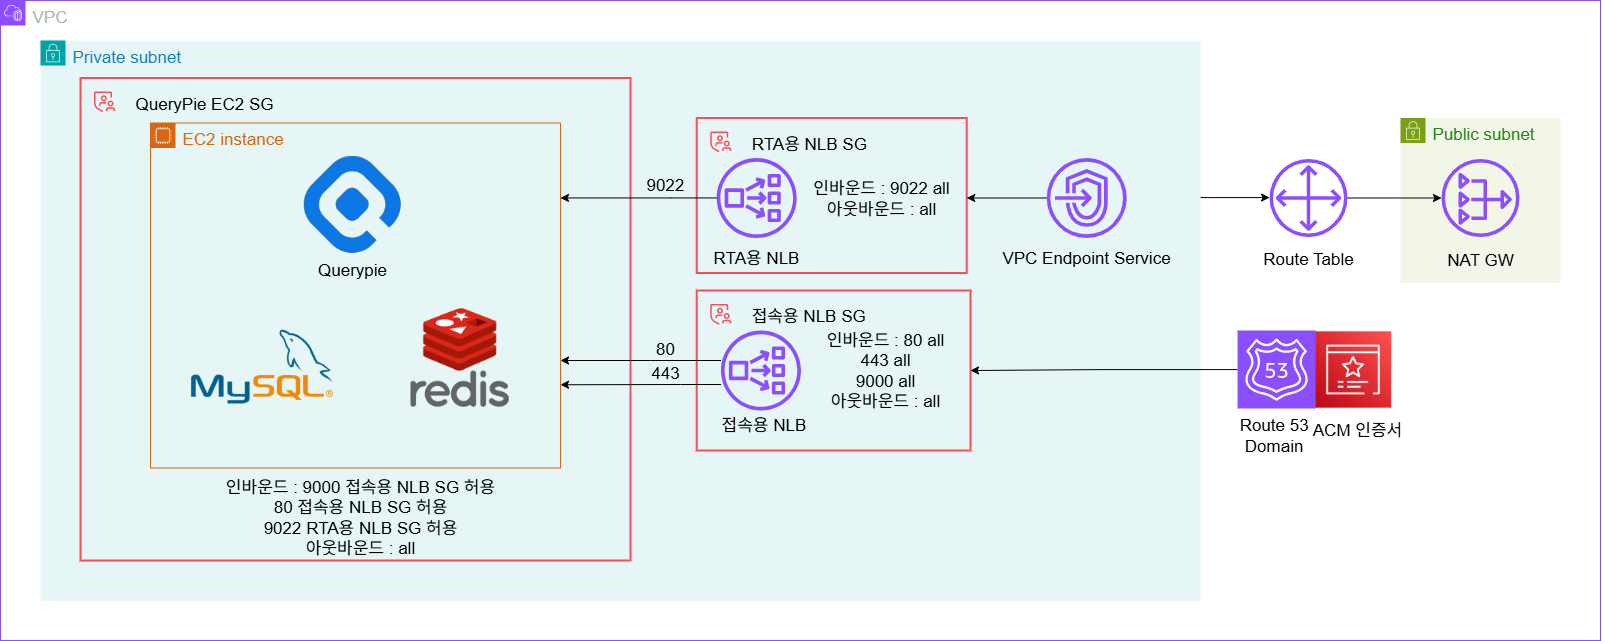 VPC
Private subnet
QueryPie EC2 SG
EC2 instance
Querypie
MySQL®
redis
인바운드 : 9000 접속용 NLB SG 허용
80 접속용 NLB SG 허용
9022 RTA용 NLB SG 허용
아웃바운드 : all
9022
80
443
RTA용 NLB SG
인바운드 : 9022 all
아웃바운드 : all
RTA용 NLB
접속용 NLB SG
인바운드 : 80 all
443 all
9000 all
아웃바운드 : all
접속용 NLB
VPC Endpoint Service
Route Table
Public subnet
NAT GW
53
Route 53
Domain
ACM 인증서